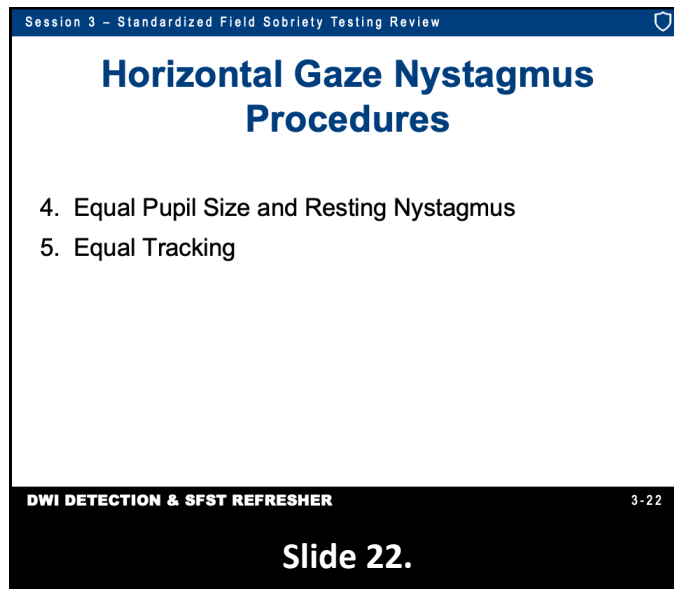 Session 3 – Standardized Field Sobriety Testing Review
Horizontal Gaze Nystagmus
Procedures
4. Equal Pupil Size and Resting Nystagmus
5. Equal Tracking
DWI DETECTION & SFST REFRESHER
3-22
Slide 22.